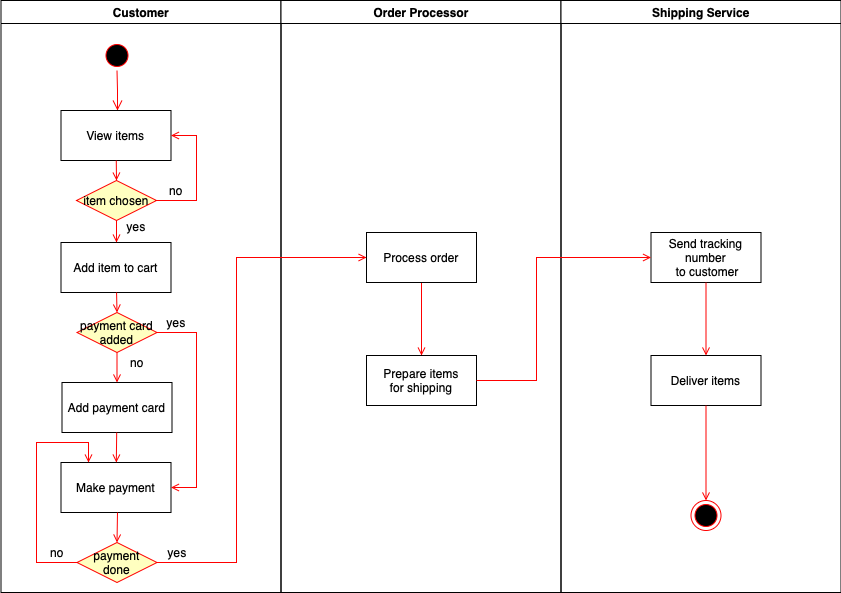 Customer
Order Processor
Shipping Service
View items
item chosen
no
yes
Add item to cart
payment card
added
yes
no
Add payment card
Make payment
payment
done
no
yes
Process order
Prepare items
for shipping
Send tracking
number
to customer
Deliver items